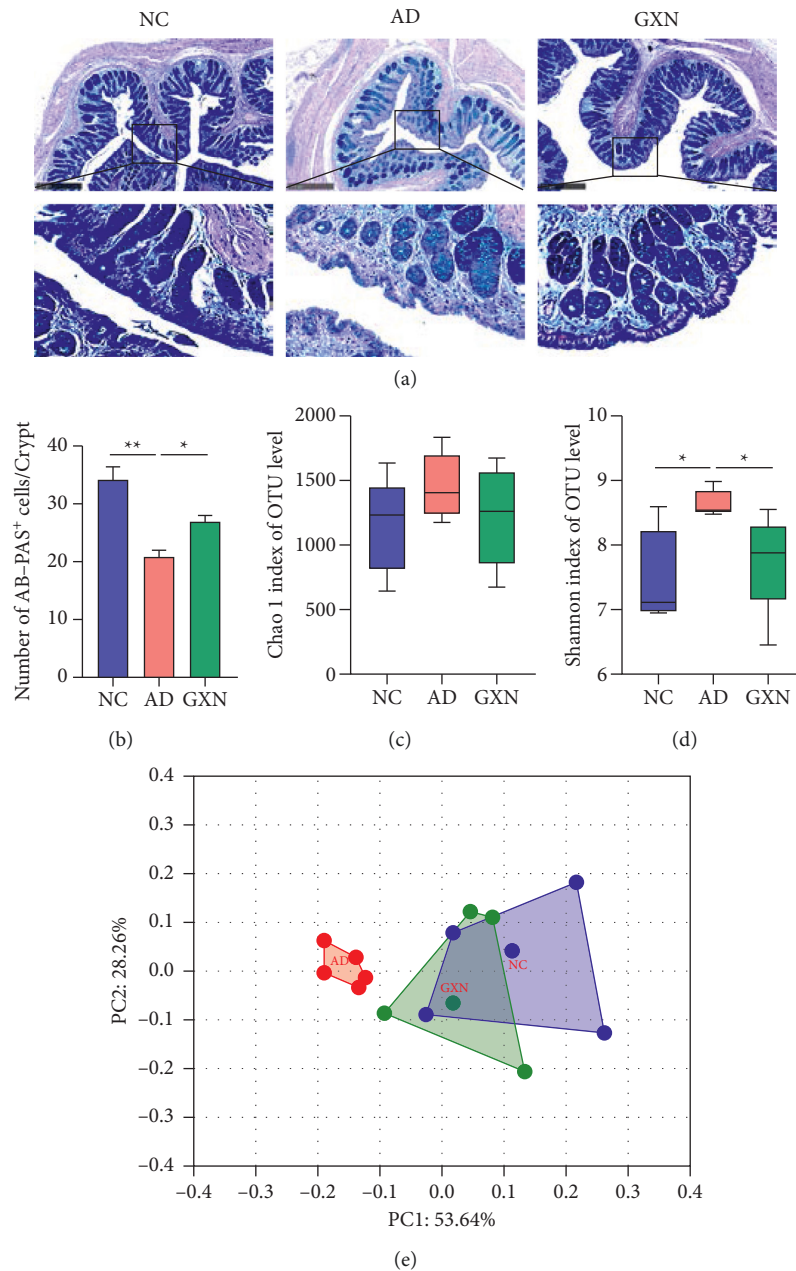 NC AD GXN
(a)
Number of AB–PAS+ cells/Crypt
40
30
20
10
0
** *
NC AD GXN
(b)
Chao 1 index of OTU level
2000
1500
1000
500
0
NC AD GXN
(c)
Shannon index of OTU level
10
9
8
7
6
* *
NC AD GXN
(d)
PC2: 28.26%
0.4
0.3
0.2
0.1
0.0
–0.1
–0.2
–0.3
–0.4
AD
GXN
NC
–0.4 –0.3 –0.2 –0.1 0.0 0.1 0.2 0.3 0.4
PC1: 53.64%
(e)